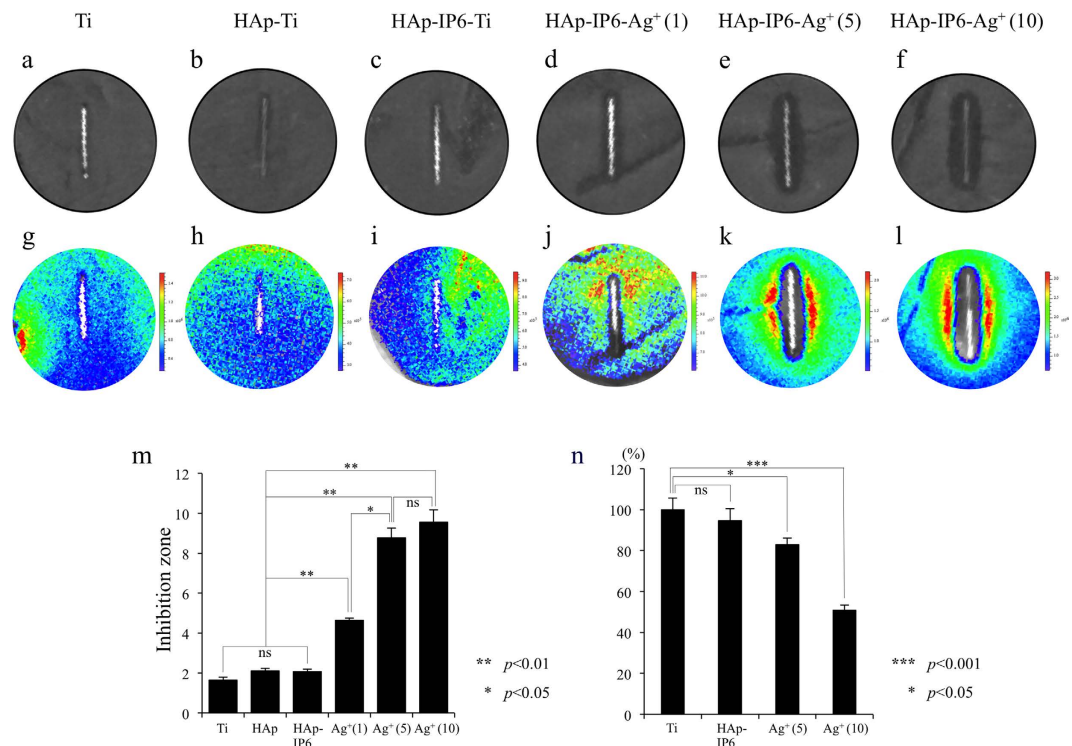 Ti HAp-Ti HAp-IP6-Ti HAp-IP6-Ag⁺(1) HAp-IP6-Ag⁺(5) HAp-IP6-Ag⁺(10)
a b c d e f
g h i j k l
m
Inhibition zone
12
10
8
6
4
2
0
**
**
ns
*
**
ns
Ti HAp HAp-IP6 Ag⁺(1) Ag⁺(5) Ag⁺(10)
** p<0.01
* p<0.05
n
(%)
120
100
80
60
40
20
0
***
*
ns
Ti HAp-IP6 Ag⁺(5) Ag⁺(10)
*** p<0.001
* p<0.05